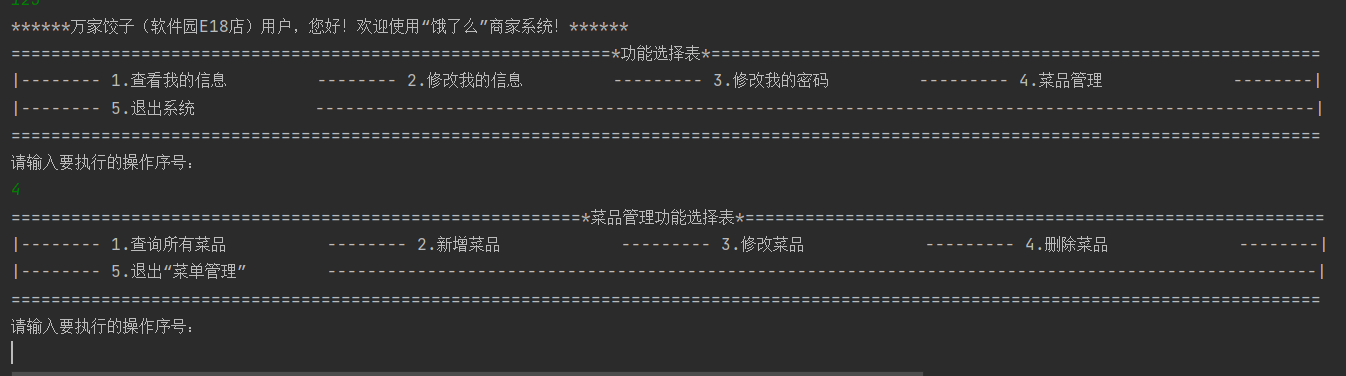 ******万家饺子（软件园E18店）用户，您好！欢迎使用“饿了么”商家系统！******
============================================================*功能选择表*=============================================================
|-------- 1.查看我的信息         -------- 2.修改我的信息         --------- 3.修改我的密码         --------- 4.菜品管理             --------|
|-------- 5.退出系统            ----------------------------------------------------------------------------------------------------|
===================================================================================================================================
请输入要执行的操作序号：
4
=========================================================*菜品管理功能选择表*==========================================================
|-------- 1.查询所有菜品          -------- 2.新增菜品            --------- 3.修改菜品            --------- 4.删除菜品             --------|
|-------- 5.退出“菜单管理”        ---------------------------------------------------------------------------------------------------|
===================================================================================================================================
请输入要执行的操作序号：